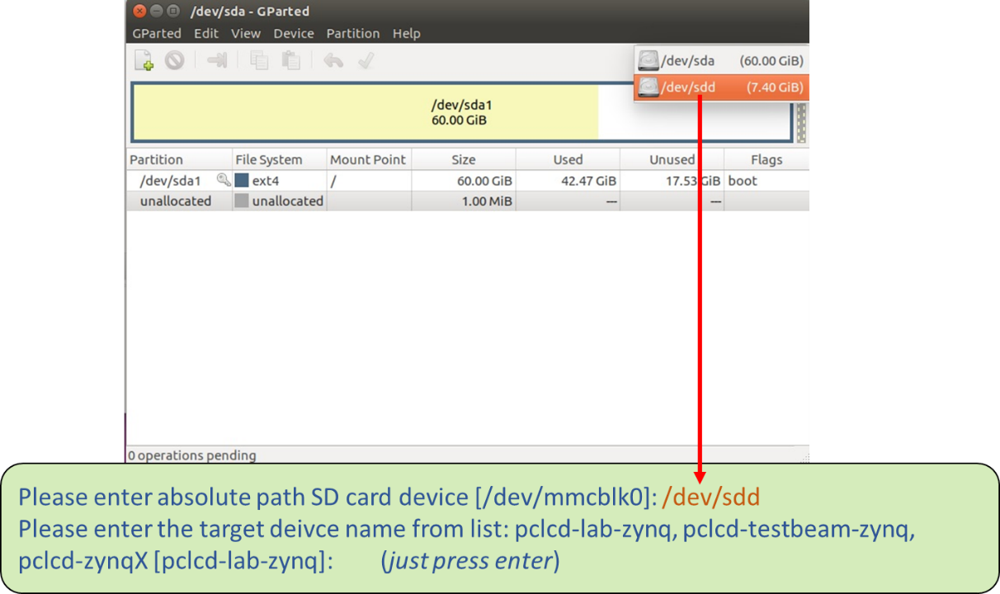 /dev/sda - GParted
GParted Edit View Device Partition Help
/dev/sda (60.00 GiB)
/dev/sdd (7.40 GiB)
/dev/sda1
60.00 GiB
Partition File System Mount Point Size Used Unused Flags
/dev/sda1 ext4 / 60.00 GiB 42.47 GiB 17.53 GiB boot
unallocated unallocated 1.00 MiB --- ---
0 operations pending
Please enter absolute path SD card device [/dev/mmcblk0]: /dev/sdd
Please enter the target deivce name from list: pclcd-lab-zynq, pclcd-testbeam-zynq,
pclcd-zynqX [pclcd-lab-zynq]: (just press enter)